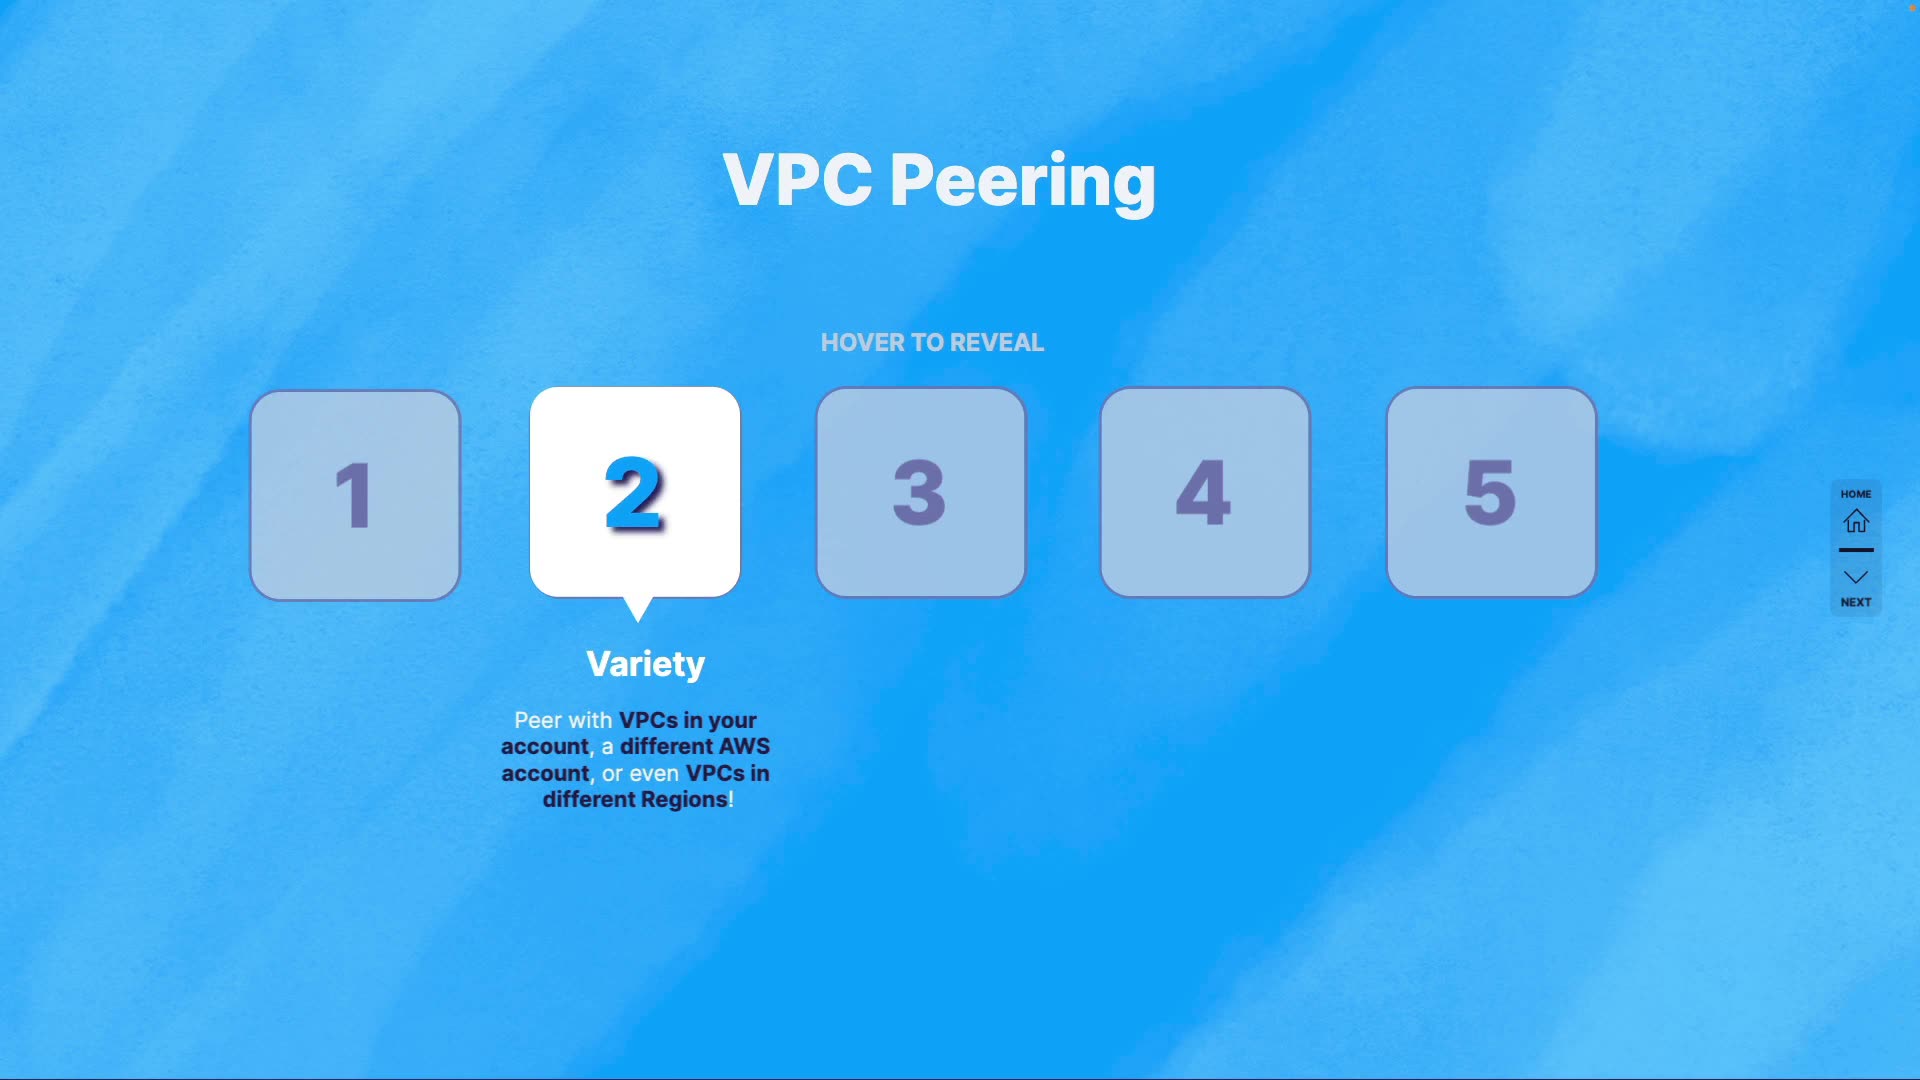 VPC Peering
HOVER TO REVEAL
1
2
3
4
5
Variety
Peer with VPCs in your
account, a different AWS
account, or even VPCs in
different Regions!
HOME
NEXT